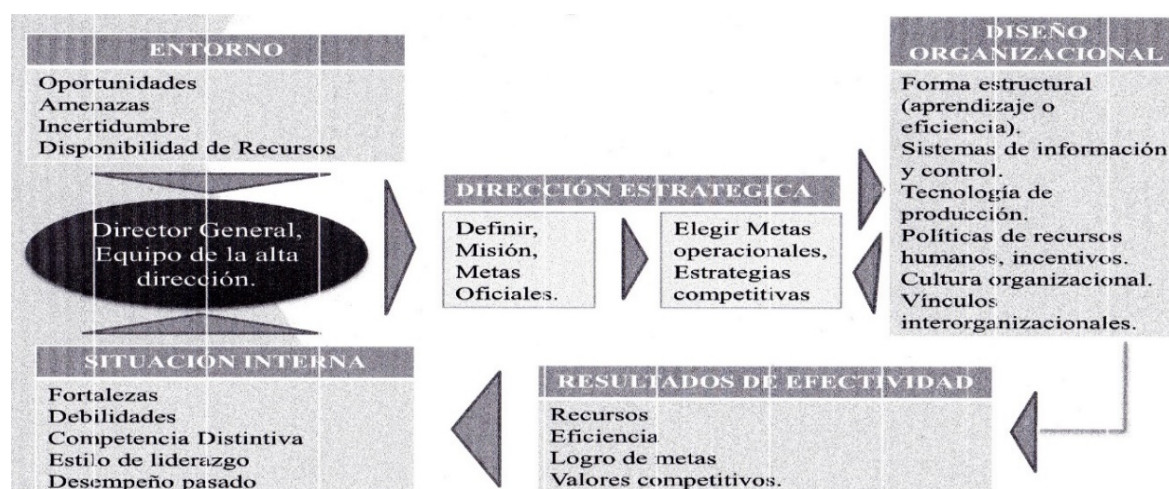 ENTORNO
Oportunidades
Amenazas
Incertidumbre
Disponibilidad de Recursos
Director General,
Equipo de la alta
dirección.
SITUACIÓN INTERNA
Fortalezas
Debilidades
Competencia Distintiva
Estilo de liderazgo
Desempeño pasado
DIRECCIÓN ESTRATEGICA
Definir,
Misión,
Metas
Oficiales.
Elegir Metas
operacionales,
Estrategias
competitivas
DISEÑO
ORGANIZACIONAL
Forma estructural
(aprendizaje o
eficiencia).
Sistemas de información
y control.
Tecnología de
producción.
Políticas de recursos
humanos, incentivos.
Cultura organizacional.
Vínculos
interorganizacionales.
RESULTADOS DE EFECTIVIDAD
Recursos
Eficiencia
Logro de metas
Valores competitivos.